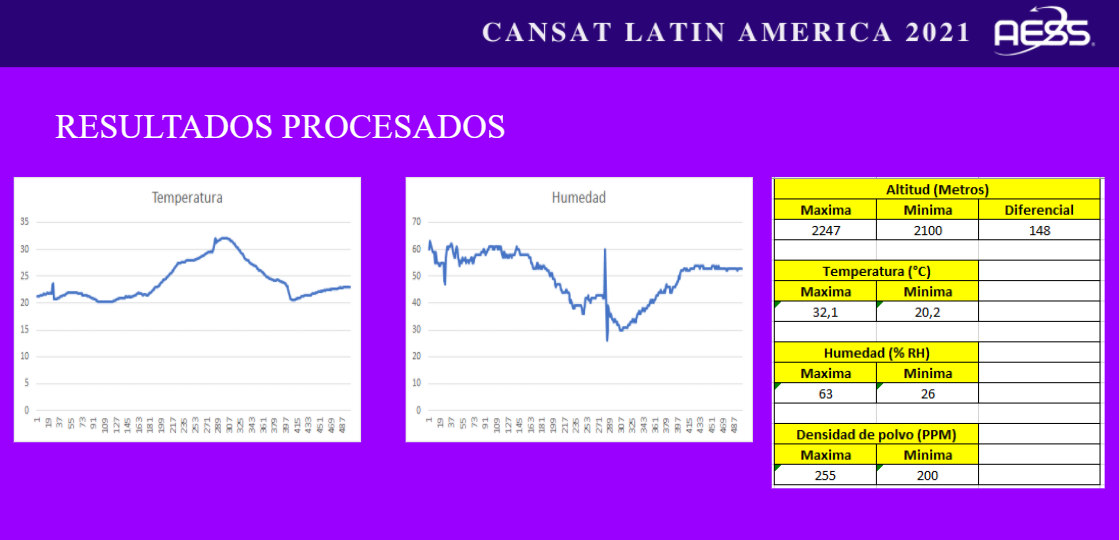 CANSAT LATIN AMERICA 2021
AESS
RESULTADOS PROCESADOS
Temperatura
35
30
25
20
15
10
5
0
1 19 37 55 73 91 109 127 145 163 181 199 217 235 253 271 289 307 325 343 361 379 397 415 433 451 469 487
Humedad
70
60
50
40
30
20
10
0
1 19 37 55 73 91 109 127 145 163 181 199 217 235 253 271 289 307 325 343 361 379 397 415 433 451 469 487
Altitud (Metros)
Maxima Minima Diferencial
2247 2100 148
Temperatura (°C)
Maxima Minima
32,1 20,2
Humedad (% RH)
Maxima Minima
63 26
Densidad de polvo (PPM)
Maxima Minima
255 200